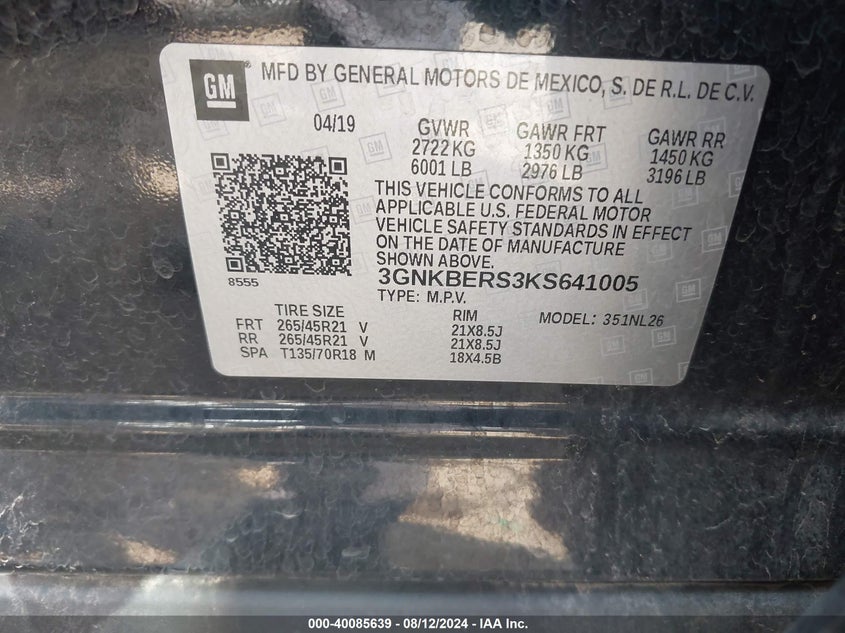 GM MFD BY GENERAL MOTORS DE MEXICO, S. DE R.L. DE C.V.
04/19 GVWR GAWR FRT GAWR RR
2722 KG 1350 KG 1450 KG
6001 LB 2976 LB 3196 LB
THIS VEHICLE CONFORMS TO ALL
APPLICABLE U.S. FEDERAL MOTOR
VEHICLE SAFETY STANDARDS IN EFFECT
ON THE DATE OF MANUFACTURE
SHOWN ABOVE.
8555
3GNKBERS3KS641005
TYPE: M.P.V. MODEL: 351NL26
TIRE SIZE RIM
FRT 265/45R21 V 21X8.5J
RR 265/45R21 V 21X8.5J
SPA T135/70R18 M 18X4.5B
000-40085639 - 08/12/2024 - IAA Inc.